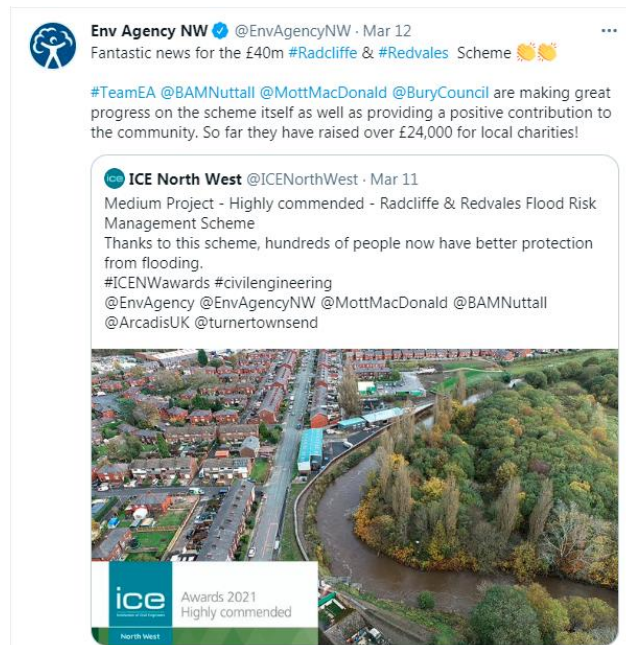 Env Agency NW @EnvAgencyNW · Mar 12
Fantastic news for the £40m #Radcliffe & #Redvales Scheme 👏👏
#TeamEA @BAMNuttall @MottMacDonald @BuryCouncil are making great
progress on the scheme itself as well as providing a positive contribution to
the community. So far they have raised over £24,000 for local charities!
ice ICE North West @ICENorthWest · Mar 11
Medium Project - Highly commended - Radcliffe & Redvales Flood Risk
Management Scheme
Thanks to this scheme, hundreds of people now have better protection
from flooding.
#ICENWawards #civilengineering
@EnvAgency @EnvAgencyNW @MottMacDonald @BAMNuttall
@ArcadisUK @turnertownsend
ice
Awards 2021
Highly commended
North West